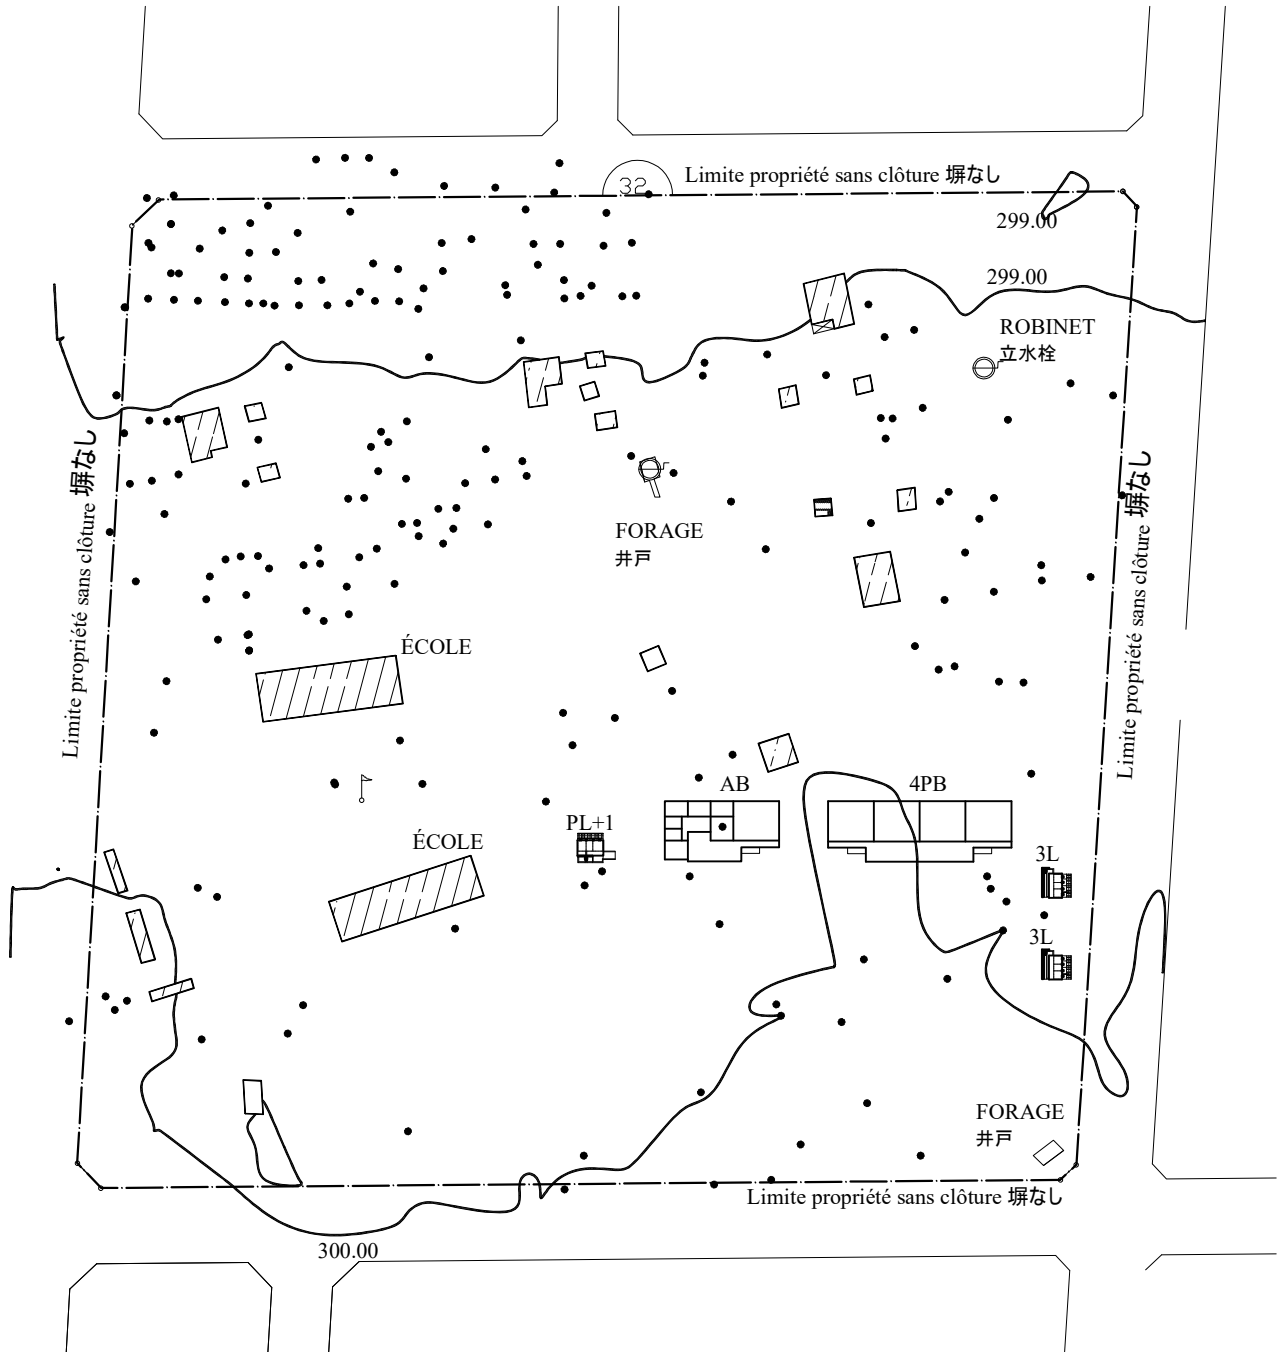 Limite propriété sans clôture 塀なし
32
299.00
299.00
ROBINET
立水栓
Limite propriété sans clôture 塀なし
Limite propriété sans clôture 塀なし
FORAGE
井戸
ÉCOLE
AB
4PB
PL+1
ÉCOLE
3L
3L
FORAGE
井戸
Limite propriété sans clôture 塀なし
300.00